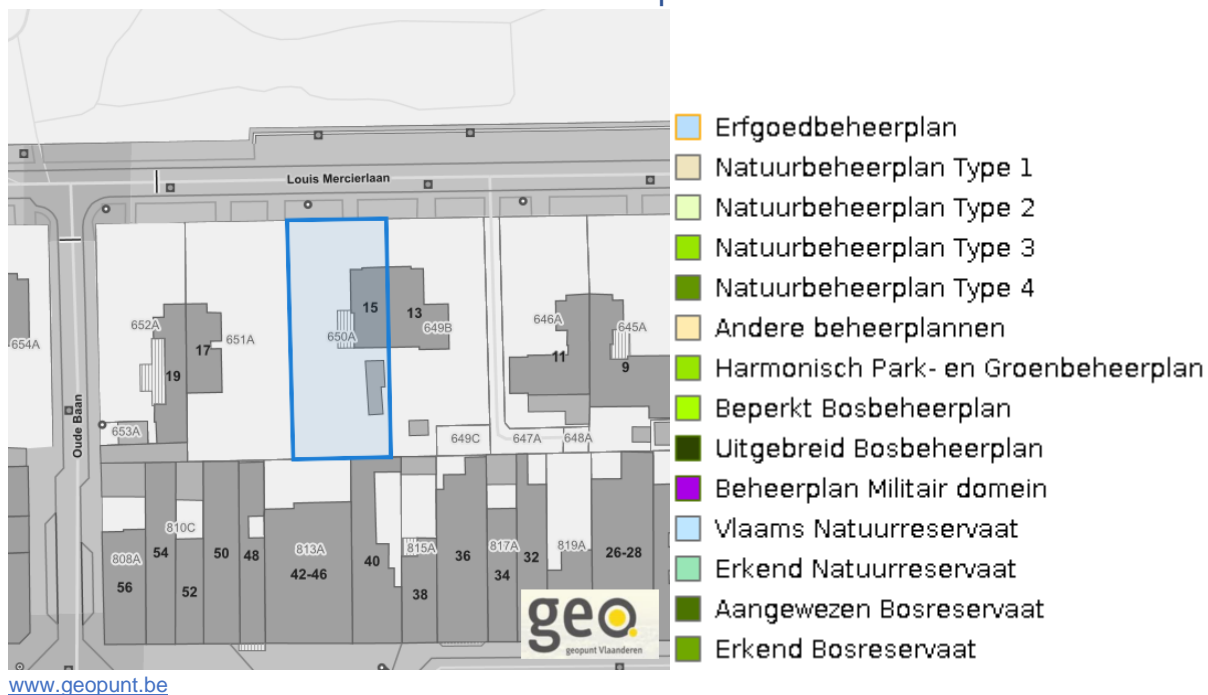 Louis Mercierlaan
15
13
652A
650A
649B
646A
645A
654A
17
651A
11
9
19
Oude Baan
653A
649C
647A
648A
810C
54
50
48
813A
40
815A
36
817A
32
819A
26-28
808A
56
52
42-46
34
38
geo.
geopunt Vlaanderen
Erfgoedbeheerplan
Natuurbeheerplan Type 1
Natuurbeheerplan Type 2
Natuurbeheerplan Type 3
Natuurbeheerplan Type 4
Andere beheerplannen
Harmonisch Park- en Groenbeheerplan
Beperkt Bosbeheerplan
Uitgebreid Bosbeheerplan
Beheerplan Militair domein
Vlaams Natuurreservaat
Erkend Natuurreservaat
Aangewezen Bosreservaat
Erkend Bosreservaat
www.geopunt.be